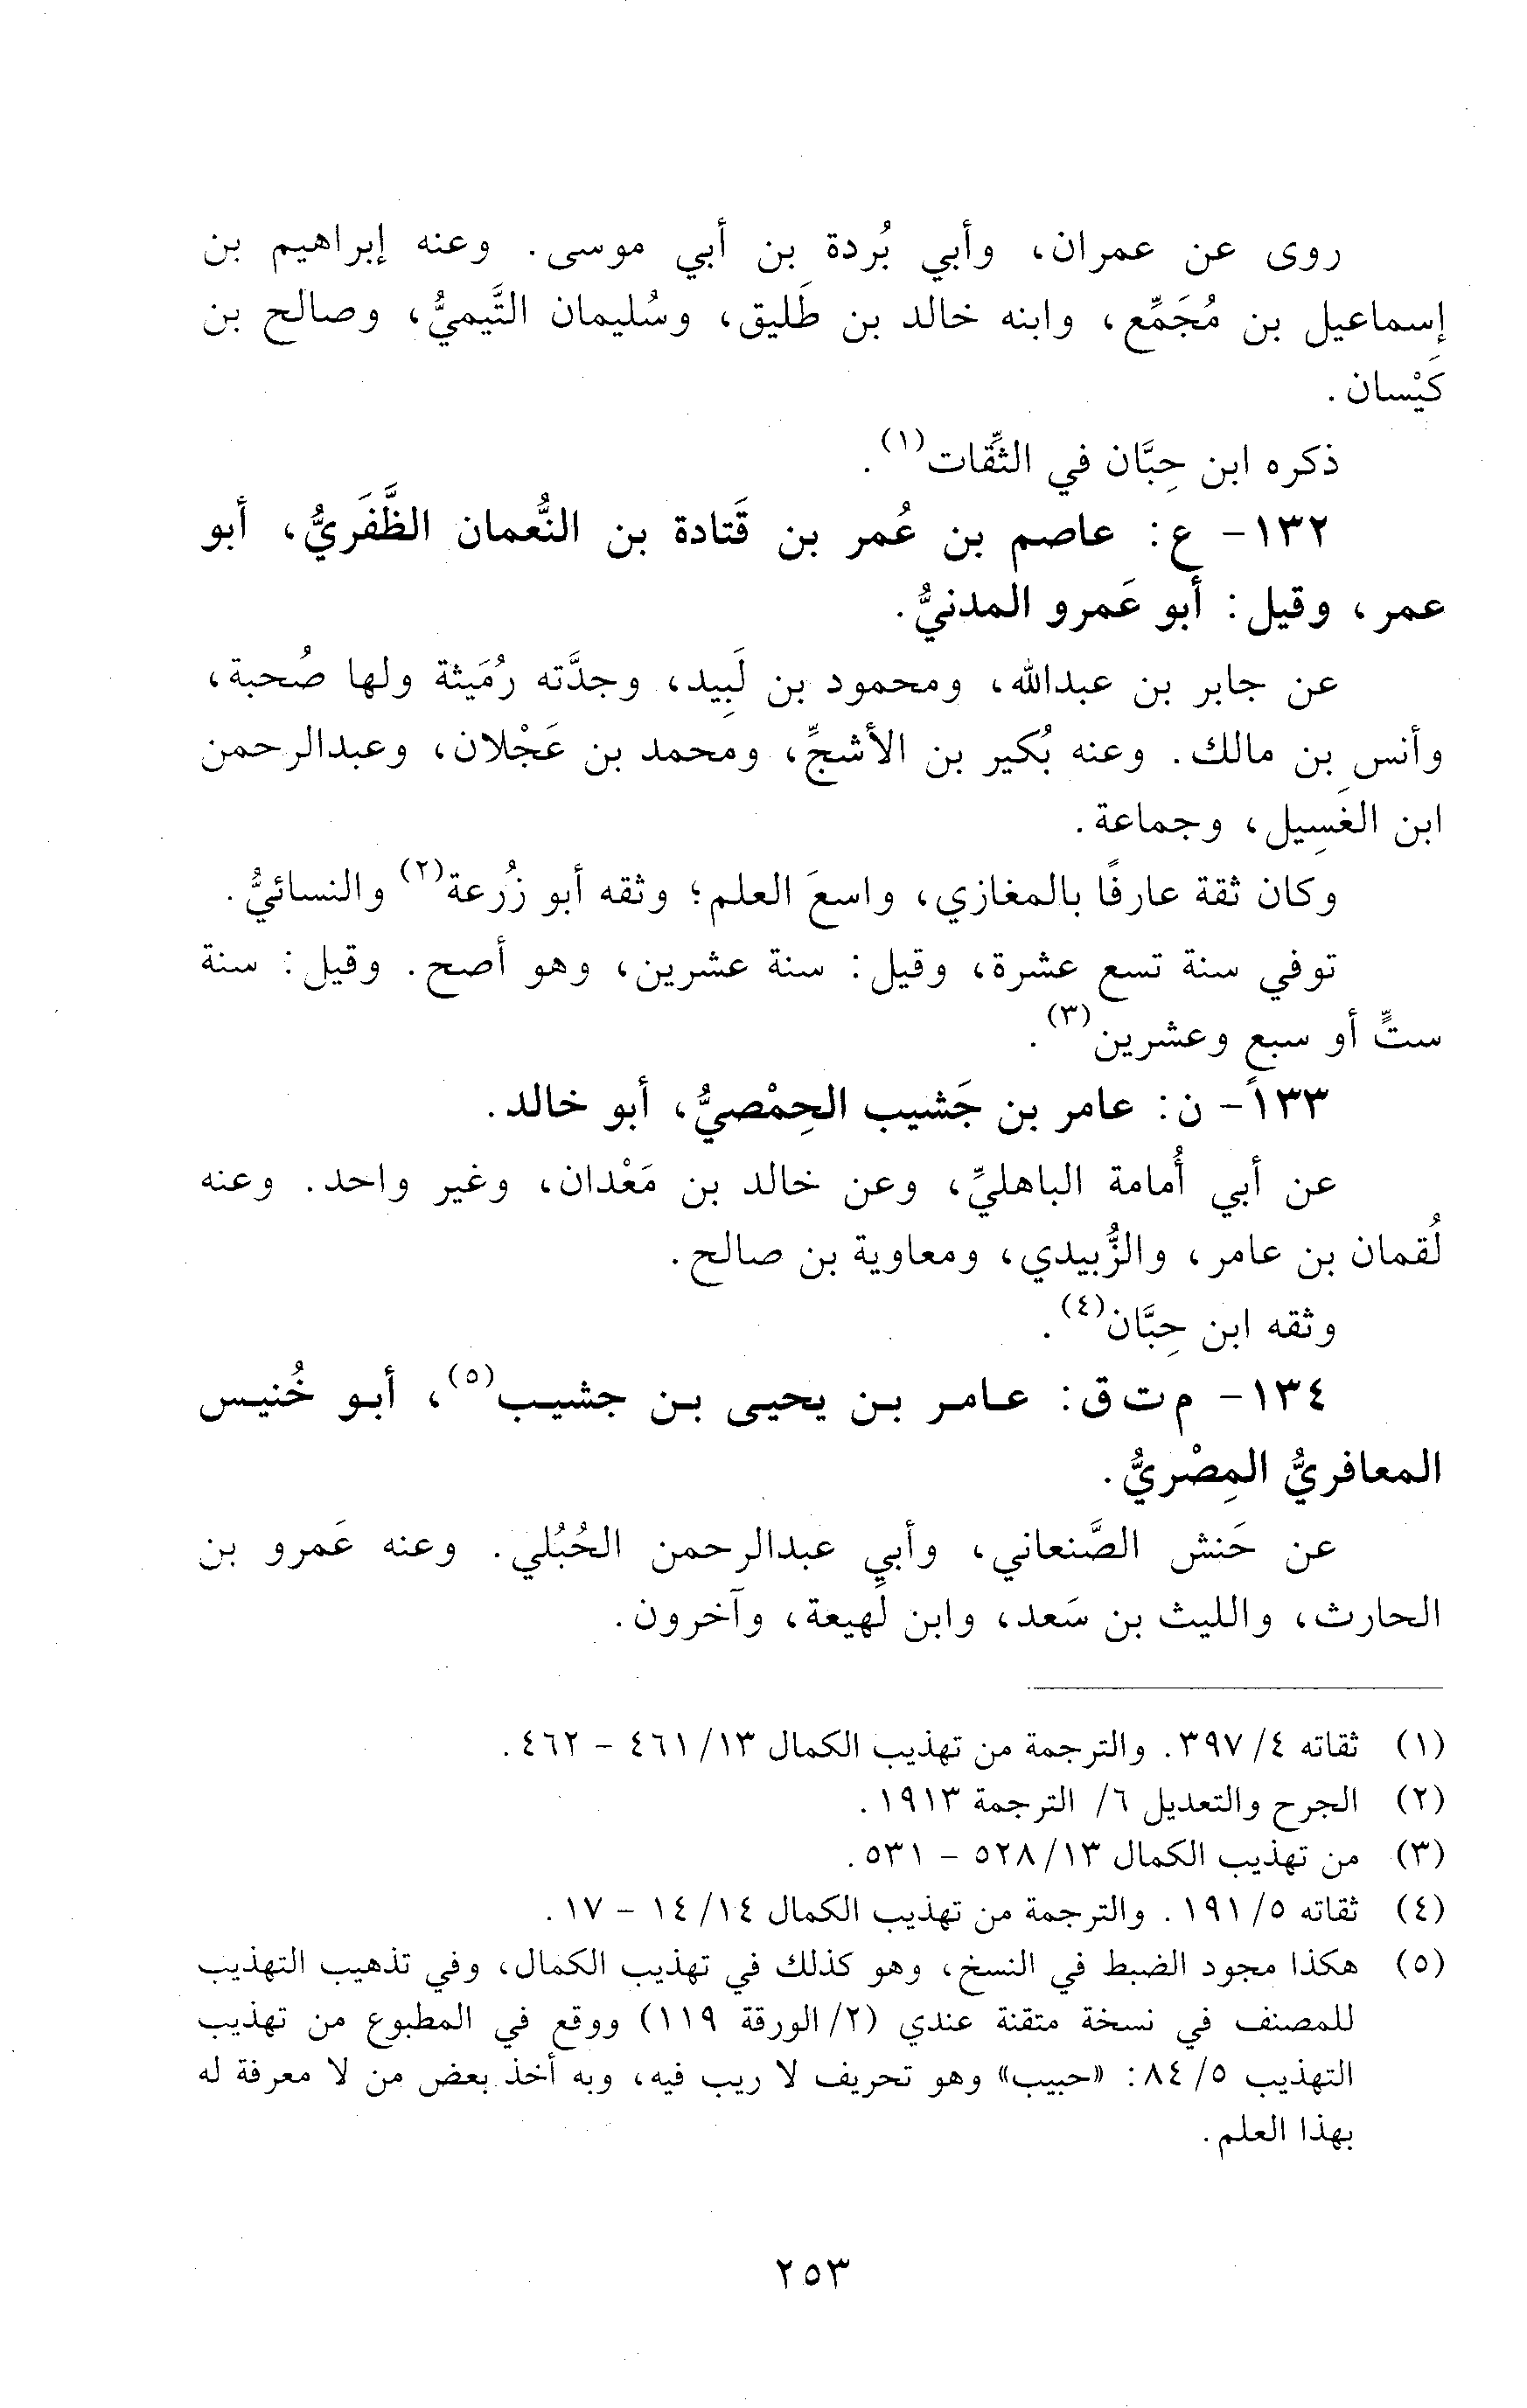 روى عن عمران، وأبي بُردة بن أبي موسى. وعنه إبراهيم بن
إسماعيل بن مُجَمِّع، وابنه خالد بن طَليق، وسُليمان التَّيميُّ، وصالح بن
كَيْسان.
ذكره ابن حِبَّان في الثِّقات(١).
١٣٢- ع: عاصم بن عُمر بن قَتادة بن النُّعمان الظَّفَريُّ، أبو
عمر، وقيل: أبو عَمرو المدنيُّ.
عن جابر بن عبدالله، ومحمود بن لَبِيد، وجدَّته رُمَيثة ولها صُحبة،
وأنس بن مالك. وعنه بُكير بن الأشجِّ، ومحمد بن عَجْلان، وعبدالرحمن
ابن الغَسِيل، وجماعة.
وكان ثقة عارفًا بالمغازي، واسعَ العلم؛ وثقه أبو زُرعة(٢) والنسائيُّ.
توفي سنة تسع عشرة، وقيل: سنة عشرين، وهو أصح. وقيل: سنة
ستٍّ أو سبع وعشرين(٣).
١٣٣- ن: عامر بن جَشيب الحِمْصيُّ، أبو خالد.
عن أبي أُمامة الباهليِّ، وعن خالد بن مَعْدان، وغير واحد. وعنه
لُقمان بن عامر، والزُّبيدي، ومعاوية بن صالح.
وثقه ابن حِبَّان(٤).
١٣٤- م ت ق: عامر بن يحيى بن جشيب(٥)، أبو خُنيس
المعافريُّ المِصْريُّ.
عن حَنش الصَّنعاني، وأبي عبدالرحمن الحُبُلي. وعنه عَمرو بن
الحارث، والليث بن سَعد، وابن لَهِيعة، وآخرون.
(١) ثقاته ٤/ ٣٩٧. والترجمة من تهذيب الكمال ١٣/ ٤٦١ - ٤٦٢.
(٢) الجرح والتعديل ٦/ الترجمة ١٩١٣.
(٣) من تهذيب الكمال ١٣/ ٥٢٨ - ٥٣١.
(٤) ثقاته ٥/ ١٩١. والترجمة من تهذيب الكمال ١٤/ ١٤ - ١٧.
(٥) هكذا مجود الضبط في النسخ، وهو كذلك في تهذيب الكمال، وفي تذهيب التهذيب
للمصنف في نسخة متقنة عندي (٢/ الورقة ١١٩) ووقع في المطبوع من تهذيب
التهذيب ٥/ ٨٤: «حبيب» وهو تحريف لا ريب فيه، وبه أخذ بعض من لا معرفة له
بهذا العلم.
٢٥٣